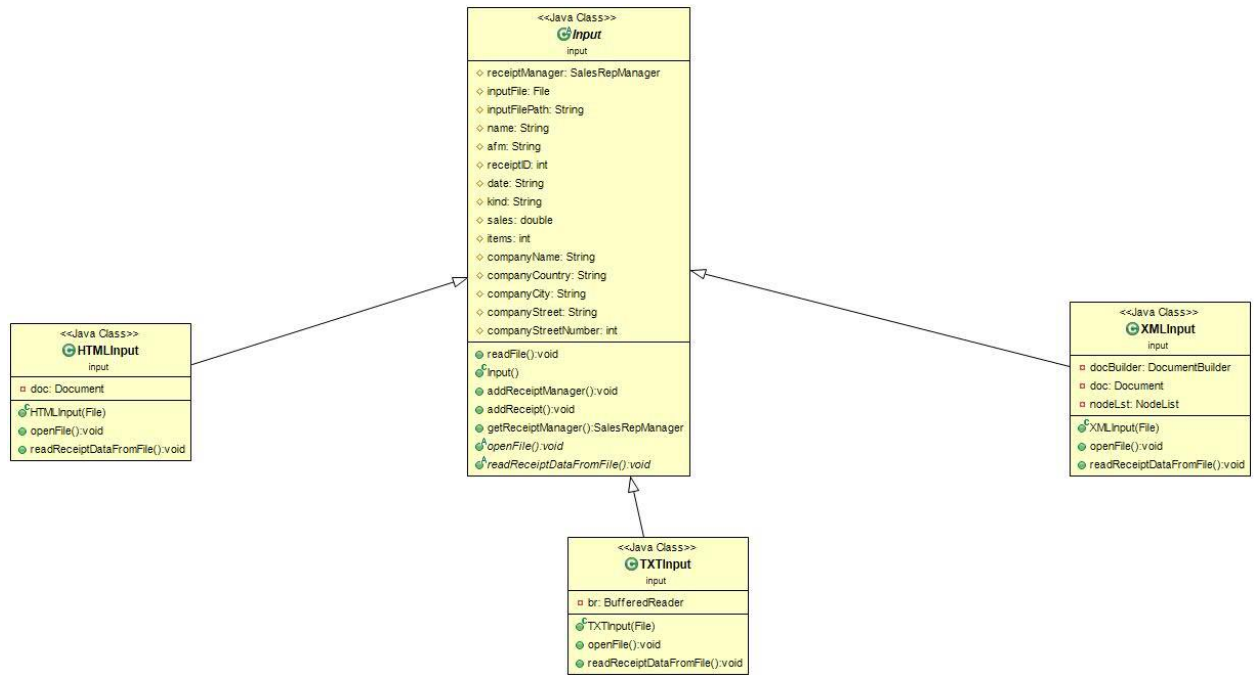 <<Java Class>>
Input
input
receiptManager: SalesRepManager
inputFile: File
inputFilePath: String
name: String
afm: String
receiptID: int
date: String
kind: String
sales: double
items: int
companyName: String
companyCountry: String
companyCity: String
companyStreet: String
companyStreetNumber: int
readFile():void
Input()
addReceiptManager():void
addReceipt():void
getReceiptManager():SalesRepManager
openFile():void
readReceiptDataFromFile():void
<<Java Class>>
HTMLInput
input
doc: Document
HTMLInput(File)
openFile():void
readReceiptDataFromFile():void
<<Java Class>>
XMLInput
input
docBuilder: DocumentBuilder
doc: Document
nodeLst: NodeList
XMLInput(File)
openFile():void
readReceiptDataFromFile():void
<<Java Class>>
TXTInput
input
br: BufferedReader
TXTInput(File)
openFile():void
readReceiptDataFromFile():void